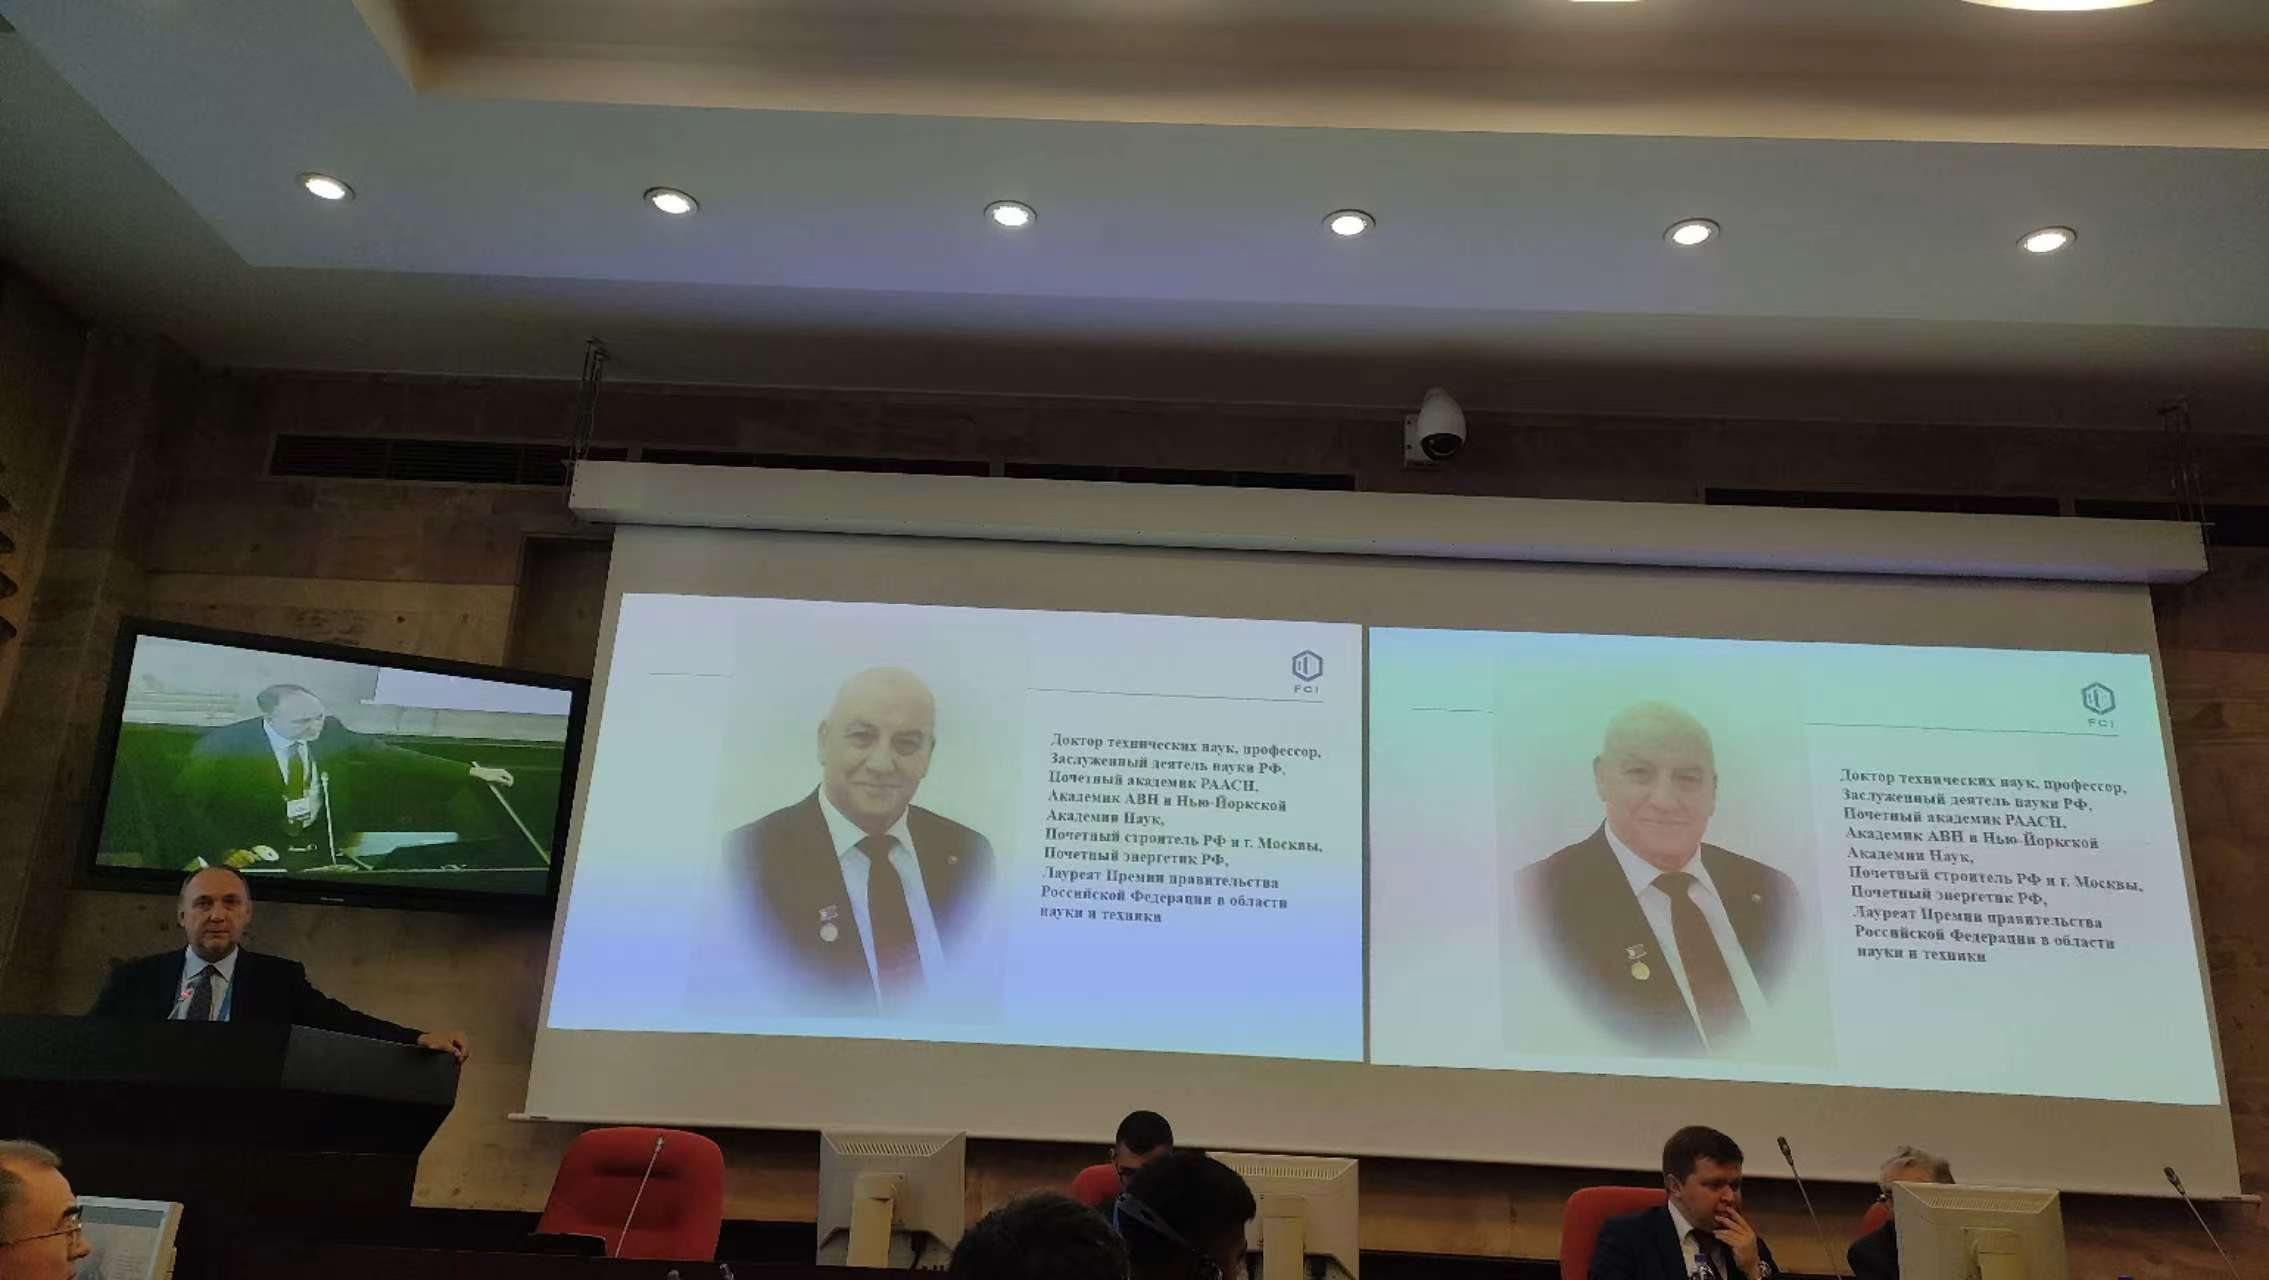 FCI
Доктор технических наук, профессор,
Заслуженный деятель науки РФ,
Почетный академик РААСН,
Академик АВН и Нью-Йоркской
Академии Наук,
Почетный строитель РФ и г. Москвы,
Почетный энергетик РФ,
Лауреат Премии правительства
Российской Федерации в области
науки и техники
FCI
Доктор технических наук, профессор,
Заслуженный деятель науки РФ,
Почетный академик РААСН,
Академик АВН и Нью-Йоркской
Академии Наук,
Почетный строитель РФ и г. Москвы,
Почетный энергетик РФ,
Лауреат Премии правительства
Российской Федерации в области
науки и техники